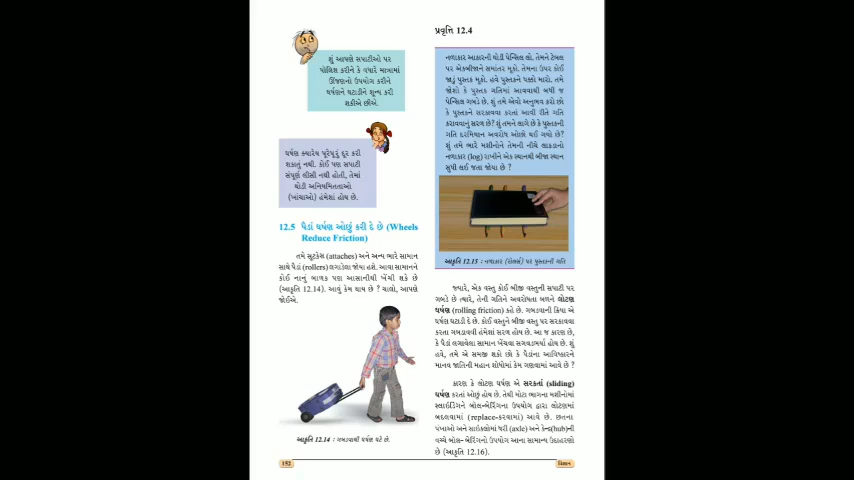 શું આપણે સપાટીઓ પર
પોલિશ કરીને કે વધારે માત્રામાં
ઊંજણનો ઉપયોગ કરીને
ઘર્ષણને ઘટાડીને શૂન્ય કરી
શકીએ છીએ.
ઘર્ષણ ક્યારેય પૂરેપૂરું દૂર કરી
શકાતું નથી. કોઈ પણ સપાટી
સંપૂર્ણ લીસી નથી હોતી, તેમાં
થોડી અનિયમિતતાઓ
(ખાંચાઓ) હંમેશાં હોય છે.
12.5 પૈડાં ઘર્ષણ ઓછું કરી દે છે (Wheels
Reduce Friction)
તમે સૂટકેસ (attaches) અને અન્ય ભારે સામાન
સાથે પૈડાં (rollers) લગાડેલા જોયા હશે. આવા સામાનને
કોઈ નાનું બાળક પણ આસાનીથી ખેંચી શકે છે
(આકૃતિ 12.14). આવું કેમ થાય છે ? ચાલો, આપણે
જોઈએ.
આકૃતિ 12.14 : ગબડવાથી ઘર્ષણ ઘટે છે.
152
પ્રવૃત્તિ 12.4
નળાકાર આકારની થોડી પેન્સિલ લો. તેમને ટેબલ
પર એકબીજાને સમાંતર મૂકો. તેમના ઉપર કોઈ
જાડું પુસ્તક મૂકો. હવે પુસ્તકને ધક્કો મારો. તમે
જોશો કે પુસ્તક ગતિમાં આવવાથી બધી જ
પેન્સિલ ગબડે છે. શું તમે એવો અનુભવ કરો છો
કે પુસ્તકને સરકાવવા કરતાં આવી રીતે ગતિ
કરાવવાનું સરળ છે? શું તમને લાગે છે કે પુસ્તકની
ગતિ દરમિયાન અવરોધ ઓછો થઈ ગયો છે?
શું તમે ભારે મશીનોને તેમની નીચે લાકડાનો
નળાકાર (log) રાખીને એક સ્થાનથી બીજા સ્થાન
સુધી લઈ જતા જોયા છે ?
આકૃતિ 12.15 : નળાકાર (રોલર્સ) પર પુસ્તકની ગતિ
જ્યારે, એક વસ્તુ કોઈ બીજી વસ્તુની સપાટી પર
ગબડે છે ત્યારે, તેની ગતિને અવરોધતા બળને લોટણ
ઘર્ષણ (rolling friction) કહે છે. ગબડવાની ક્રિયા એ
ઘર્ષણ ઘટાડી દે છે. કોઈ વસ્તુને બીજી વસ્તુ પર સરકાવવા
કરતા ગબડાવવી હંમેશાં સરળ હોય છે. આ જ કારણ છે,
કે પૈડાં લગાવેલા સામાન ખેંચવા સગવડભર્યા હોય છે. શું
હવે, તમે એ સમજી શકો છો કે પૈડાંના આવિષ્કારને
માનવ જાતિની મહાન શોધોમાં કેમ ગણવામાં આવે છે ?
કારણ કે લોટણ ઘર્ષણ એ સરકર્તા (sliding)
ઘર્ષણ કરતાં ઓછું હોય છે. તેથી મોટા ભાગના મશીનોમાં
સ્લાઇડિંગને બોલ-બેરિંગના ઉપયોગ દ્વારા લોટણમાં
બદલવામાં (replace-કરવામાં) આવે છે. છતના
પંખાઓ અને સાઇકલોમાં ધરી (axle) અને કેન્દ્ર(hub)ની
વચ્ચે બોલ- બેરિંગનો ઉપયોગ આના સામાન્ય ઉદાહરણો
છે (આકૃતિ 12.16).
વિજ્ઞાન